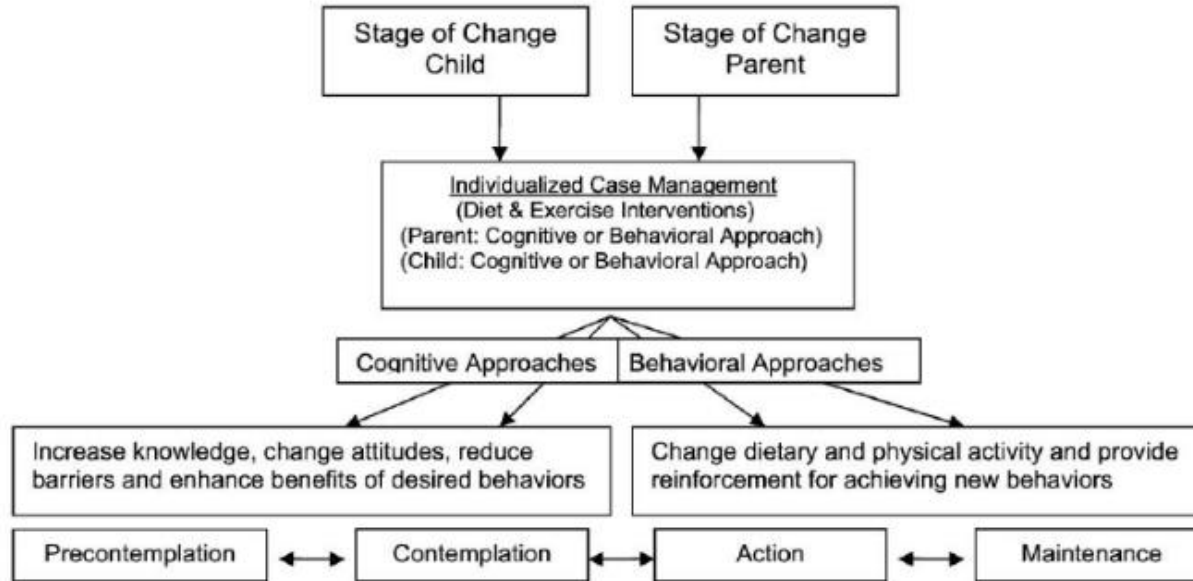 Stage of Change
Child
Stage of Change
Parent
Individualized Case Management
(Diet & Exercise Interventions)
(Parent: Cognitive or Behavioral Approach)
(Child: Cognitive or Behavioral Approach)
Cognitive Approaches
Behavioral Approaches
Increase knowledge, change attitudes, reduce
barriers and enhance benefits of desired behaviors
Change dietary and physical activity and provide
reinforcement for achieving new behaviors
Precontemplation
Contemplation
Action
Maintenance